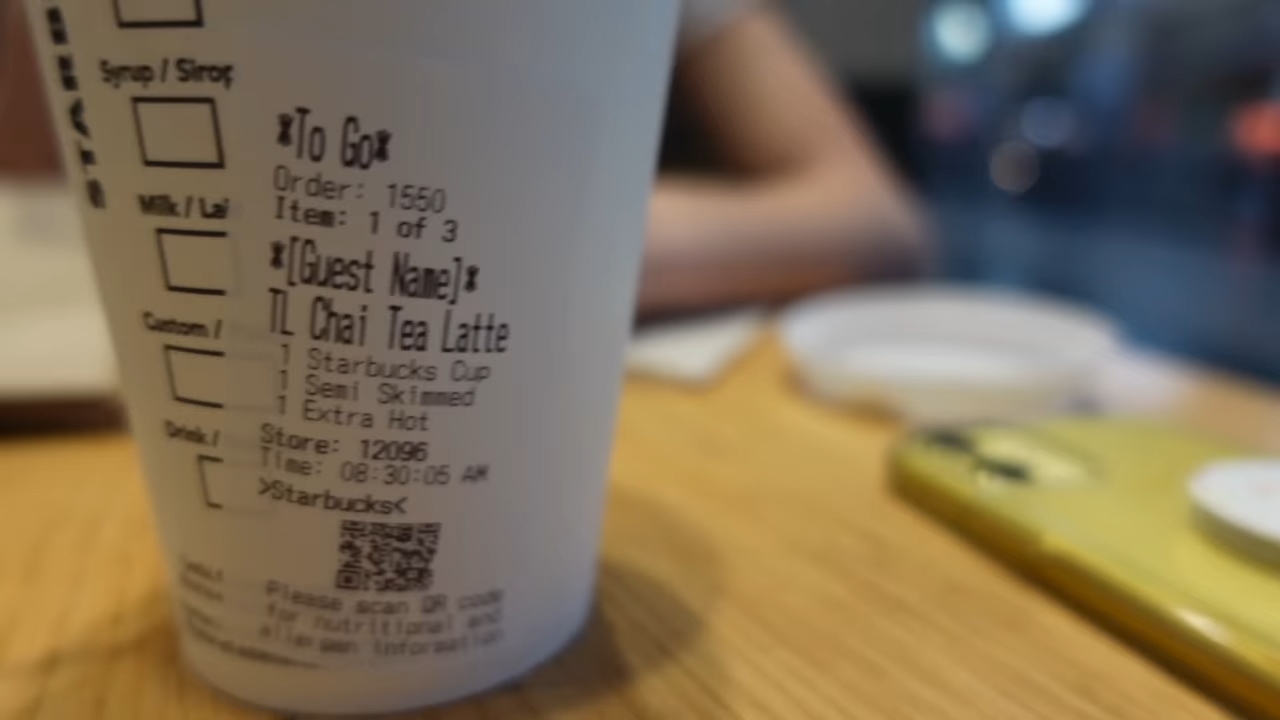 Syrup / Sirop
Milk / Lai
Custom /
Drink /
*To Go*
Order: 1550
Item: 1 of 3
*[Guest Name]*
TL Chai Tea Latte
1 Starbucks Cup
1 Semi Skimmed
1 Extra Hot
Store: 12096
Time: 08:30:05 AM
>Starbucks<
Please scan QR code
for nutritional and
allergen information